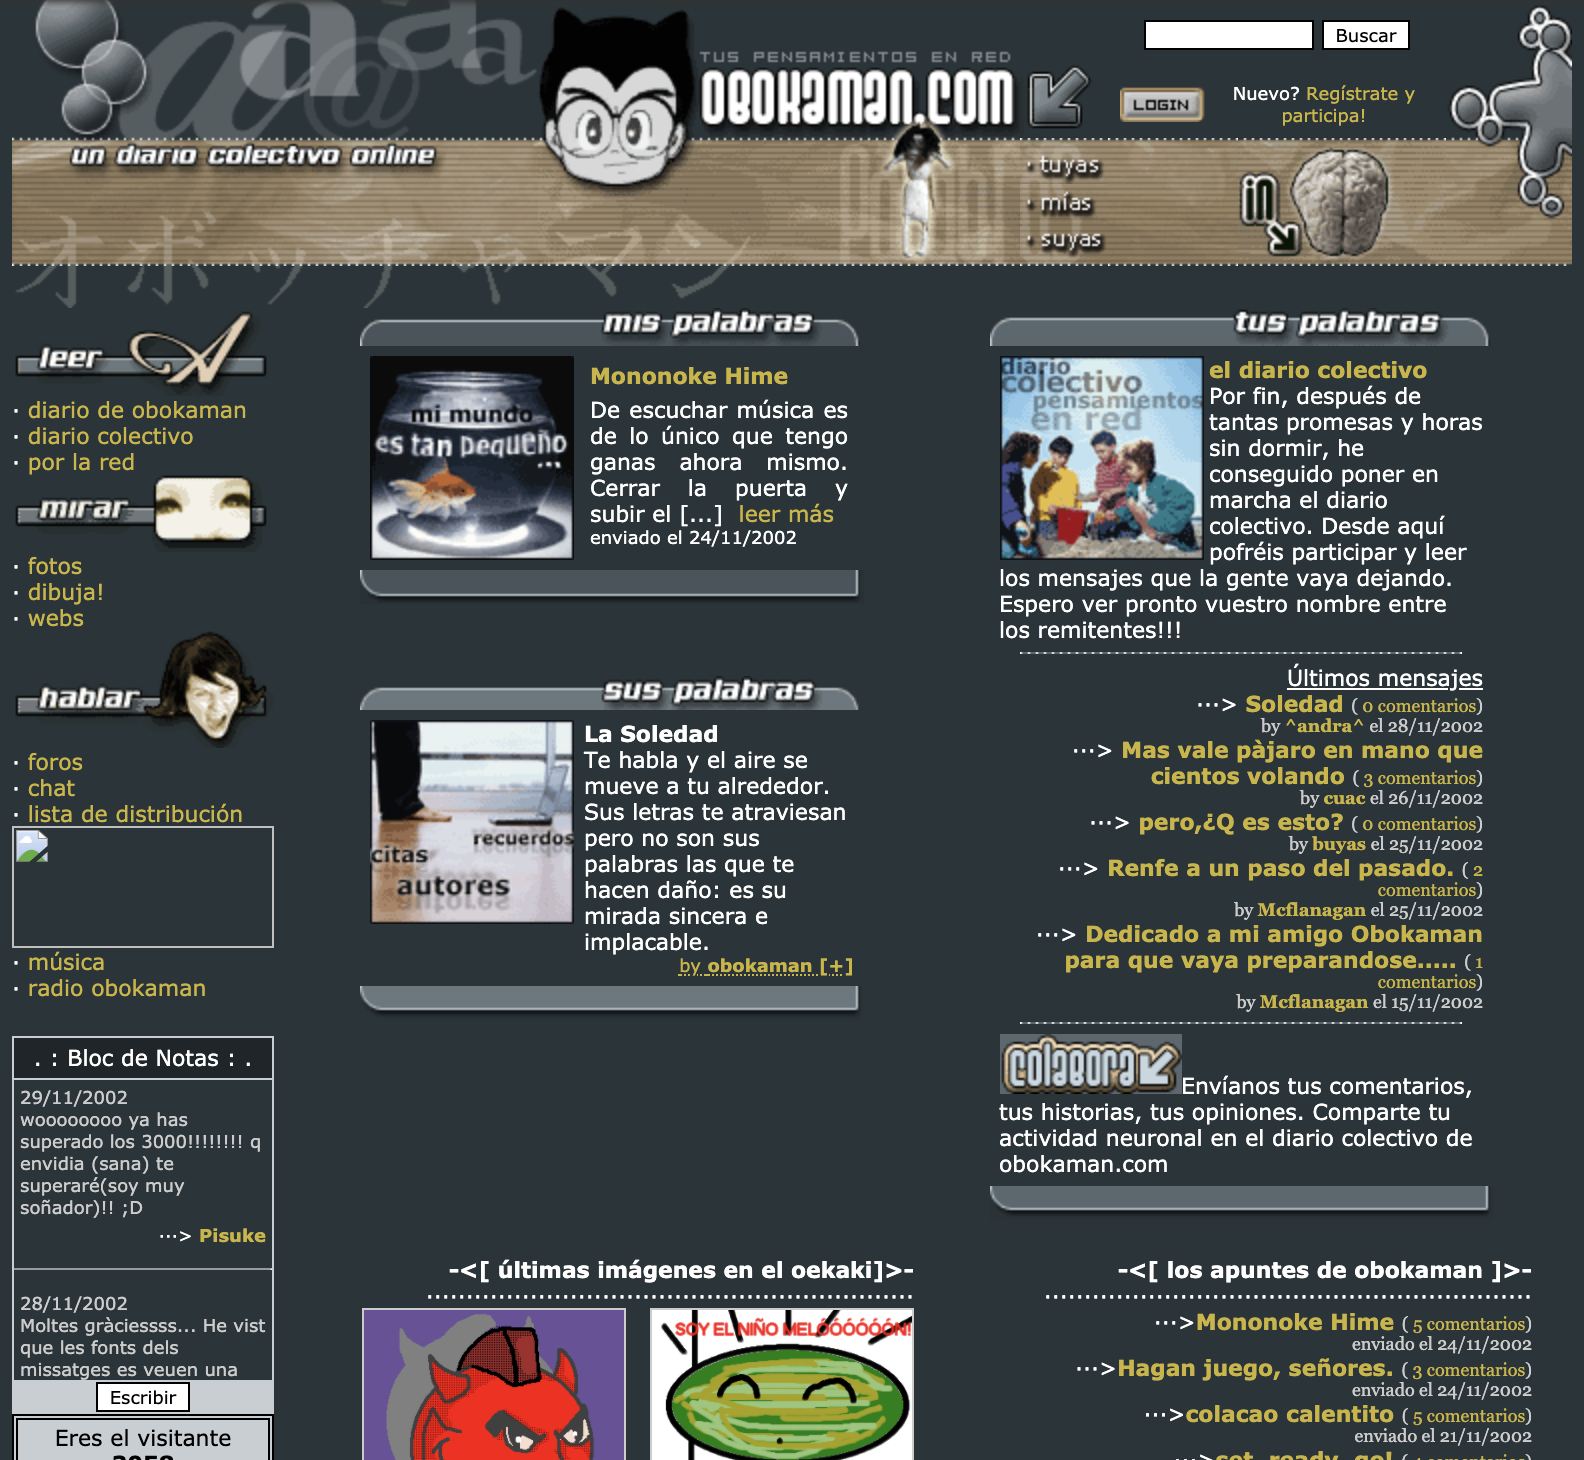 TUS PENSAMIENTOS EN RED
OBOKAMAN.COM
Buscar
LOGIN
Nuevo? Regístrate y
participa!
un diario colectivo online
· tuyas
· mías
· suyas
in
オボッチャマン
leer
· diario de obokaman
· diario colectivo
· por la red
mirar
· fotos
· dibuja!
· webs
hablar
· foros
· chat
· lista de distribución
· música
· radio obokaman
. : Bloc de Notas : .
29/11/2002
woooooooo ya has
superado los 3000!!!!!!!! q
envidia (sana) te
superaré(soy muy
soñador)!! ;D
···> Pisuke
28/11/2002
Moltes gràciessss... He vist
que les fonts dels
missatges es veuen una
Escribir
Eres el visitante
mis palabras
mi mundo
es tan pequeño
...
Mononoke Hime
De escuchar música es
de lo único que tengo
ganas ahora mismo.
Cerrar la puerta y
subir el [...] leer más
enviado el 24/11/2002
sus palabras
recuerdos
citas
autores
La Soledad
Te habla y el aire se
mueve a tu alrededor.
Sus letras te atraviesan
pero no son sus
palabras las que te
hacen daño: es su
mirada sincera e
implacable.
by obokaman [+]
tus palabras
diario
colectivo
pensamientos
en red
el diario colectivo
Por fin, después de
tantas promesas y horas
sin dormir, he
conseguido poner en
marcha el diario
colectivo. Desde aquí
pofréis participar y leer
los mensajes que la gente vaya dejando.
Espero ver pronto vuestro nombre entre
los remitentes!!!
Últimos mensajes
···> Soledad ( 0 comentarios)
by ^andra^ el 28/11/2002
···> Mas vale pàjaro en mano que
cientos volando ( 3 comentarios)
by cuac el 26/11/2002
···> pero,¿Q es esto? ( 0 comentarios)
by buyas el 25/11/2002
···> Renfe a un paso del pasado. ( 2
comentarios)
by Mcflanagan el 25/11/2002
···> Dedicado a mi amigo Obokaman
para que vaya preparandose..... ( 1
comentarios)
by Mcflanagan el 15/11/2002
colabora
Envíanos tus comentarios,
tus historias, tus opiniones. Comparte tu
actividad neuronal en el diario colectivo de
obokaman.com
-<[ últimas imágenes en el oekaki]>-
SOY EL NIÑO MELÓÓÓÓÓÓN!
-<[ los apuntes de obokaman ]>-
···>Mononoke Hime ( 5 comentarios)
enviado el 24/11/2002
···>Hagan juego, señores. ( 3 comentarios)
enviado el 24/11/2002
···>colacao calentito ( 5 comentarios)
enviado el 21/11/2002